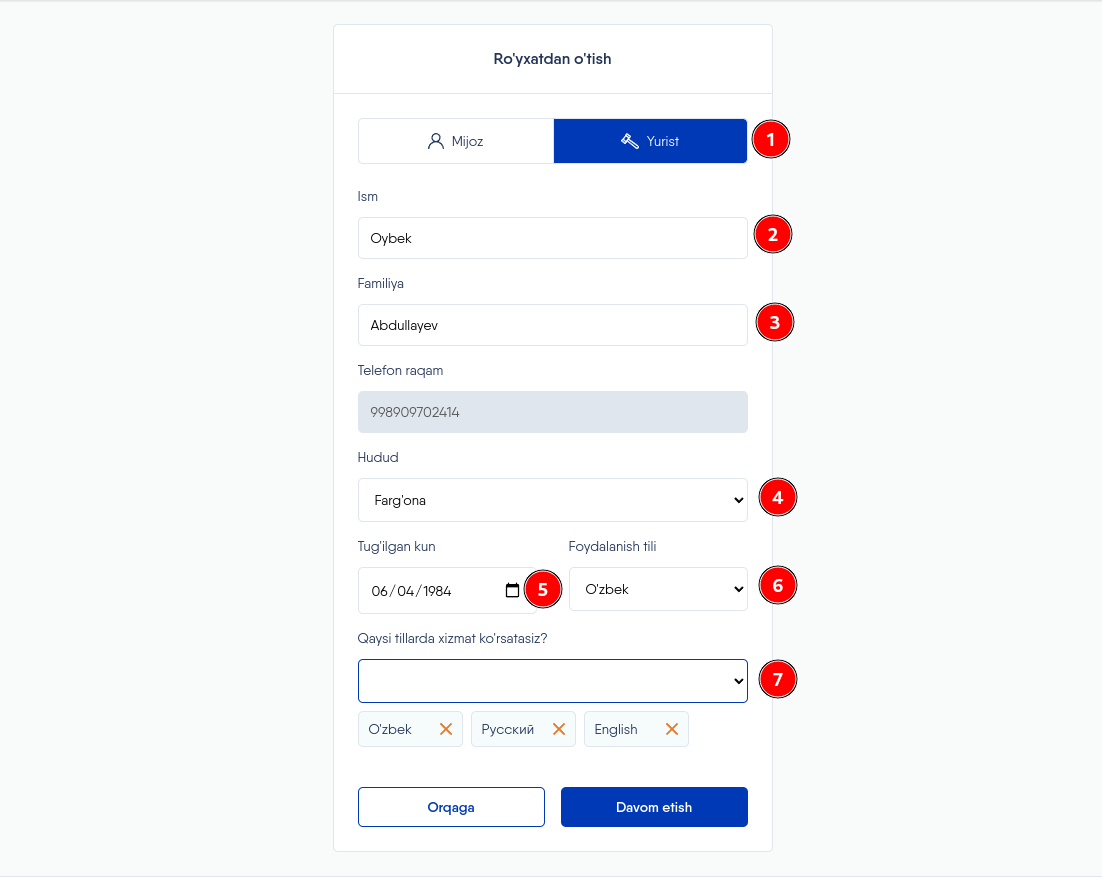 Ro'yxatdan o'tish
Mijoz Yurist 1
Ism
Oybek 2
Familiya
Abdullayev 3
Telefon raqam
998909702414
Hudud
Farg'ona 4
Tug'ilgan kun Foydalanish tili
06/04/1984 5 O'zbek 6
Qaysi tillarda xizmat ko'rsatasiz?
7
O'zbek Русский English
Orqaga Davom etish